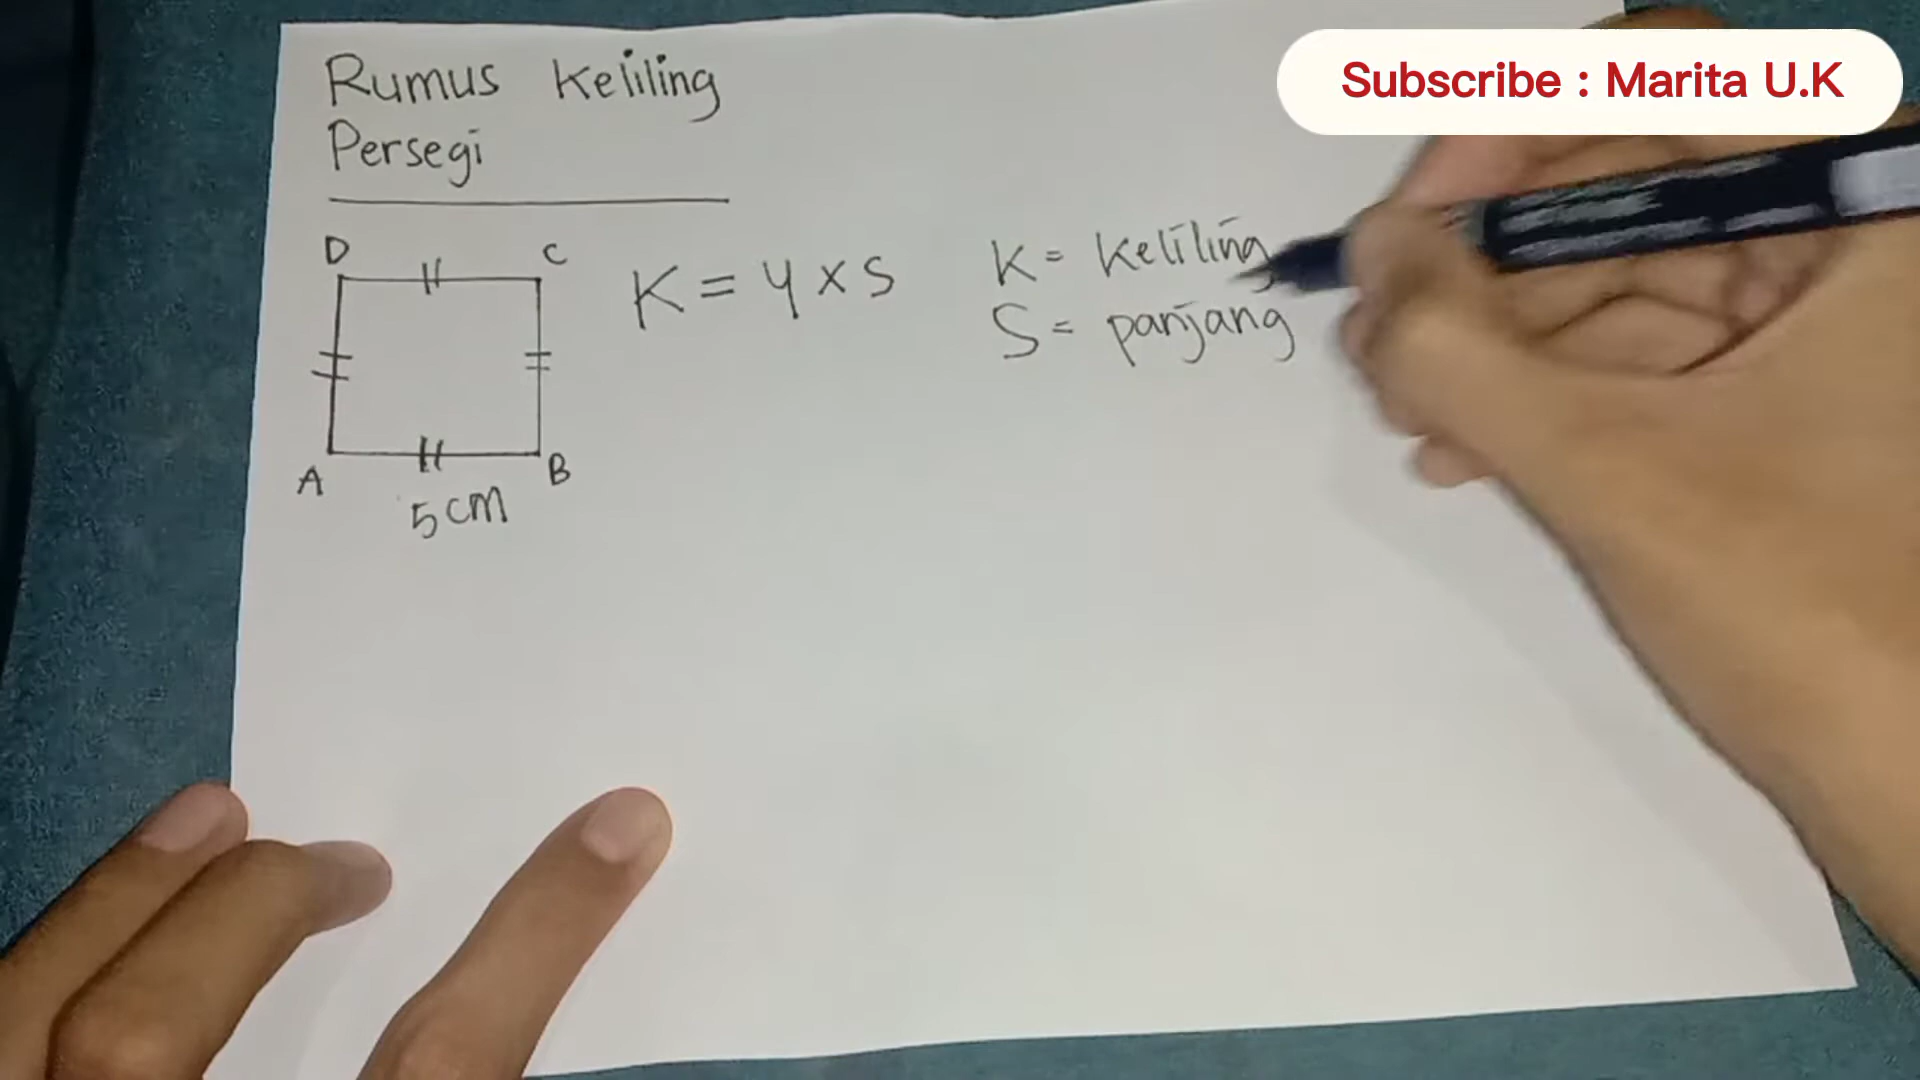 Rumus Keliling
Persegi
Subscribe : Marita U.K
D
C
K = 4 x S
K = Keliling
S = panjang
A
B
5 cm